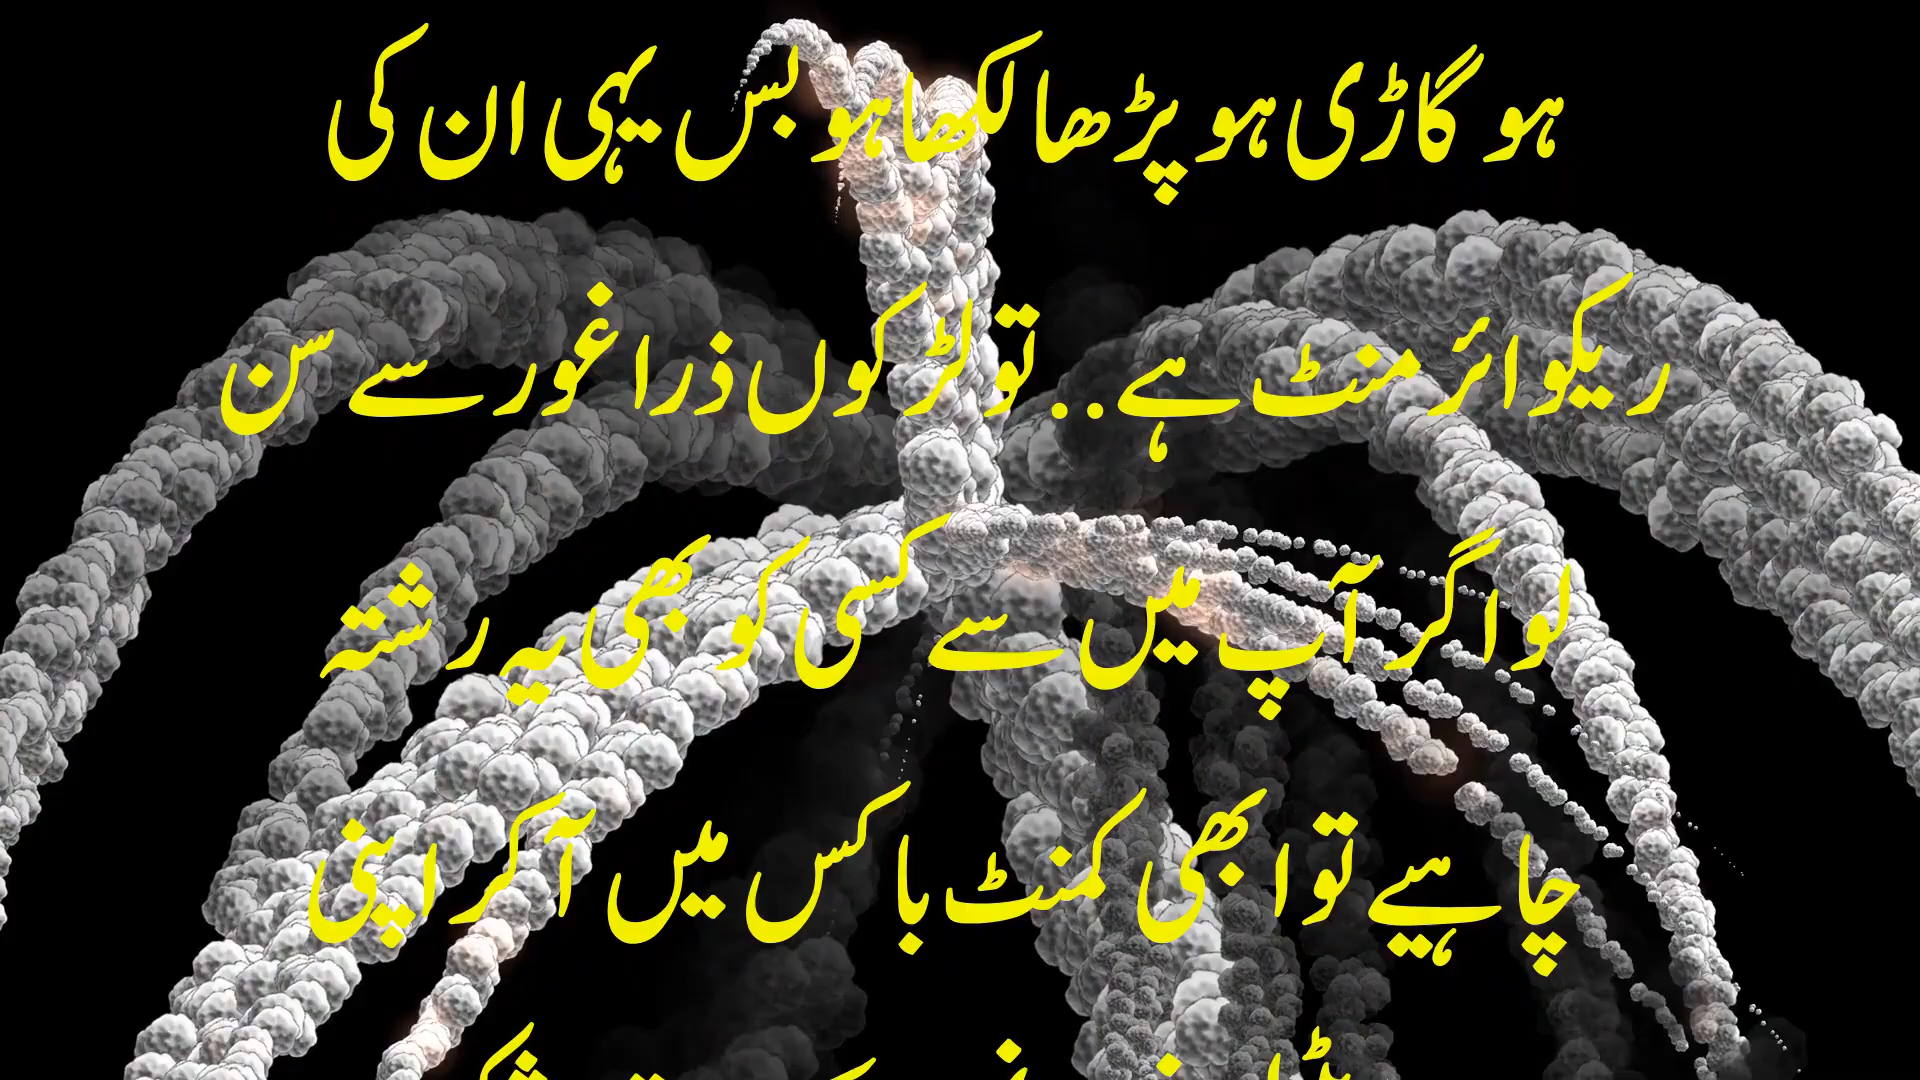 ہو گاڑی ہو پڑھا لکھا ہو بس یہی ان کی
ریکوائرمنٹ ہے .. تو لڑکوں ذرا غور سے سن
لو اگر آپ میں سے کسی کو بھی یہ رشتہ
چاہیے تو ابھی کمنٹ باکس میں آکر اپنی